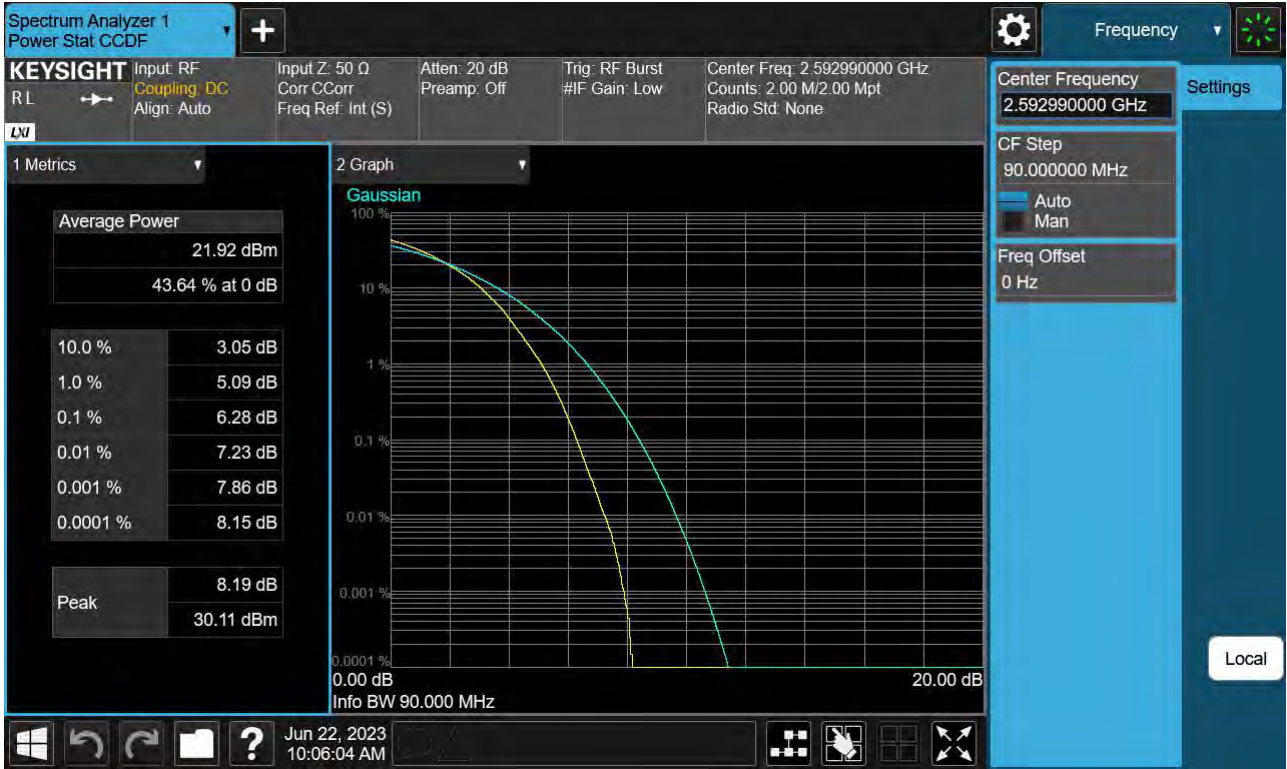 Spectrum Analyzer 1
Power Stat CCDF
Frequency
KEYSIGHT
R L
LXI
Input: RF
Coupling: DC
Align: Auto
Input Z: 50 Ω
Corr CCorr
Freq Ref: Int (S)
Atten: 20 dB
Preamp: Off
Trig: RF Burst
#IF Gain: Low
Center Freq: 2.592990000 GHz
Counts: 2.00 M/2.00 Mpt
Radio Std: None
1 Metrics
Average Power
21.92 dBm
43.64 % at 0 dB
10.0 % 3.05 dB
1.0 % 5.09 dB
0.1 % 6.28 dB
0.01 % 7.23 dB
0.001 % 7.86 dB
0.0001 % 8.15 dB
Peak
8.19 dB
30.11 dBm
2 Graph
Gaussian
100 %
10 %
1 %
0.1 %
0.01 %
0.001 %
0.0001 %
0.00 dB 20.00 dB
Info BW 90.000 MHz
Center Frequency
2.592990000 GHz
CF Step
90.000000 MHz
Auto
Man
Freq Offset
0 Hz
Settings
Local
?
Jun 22, 2023
10:06:04 AM